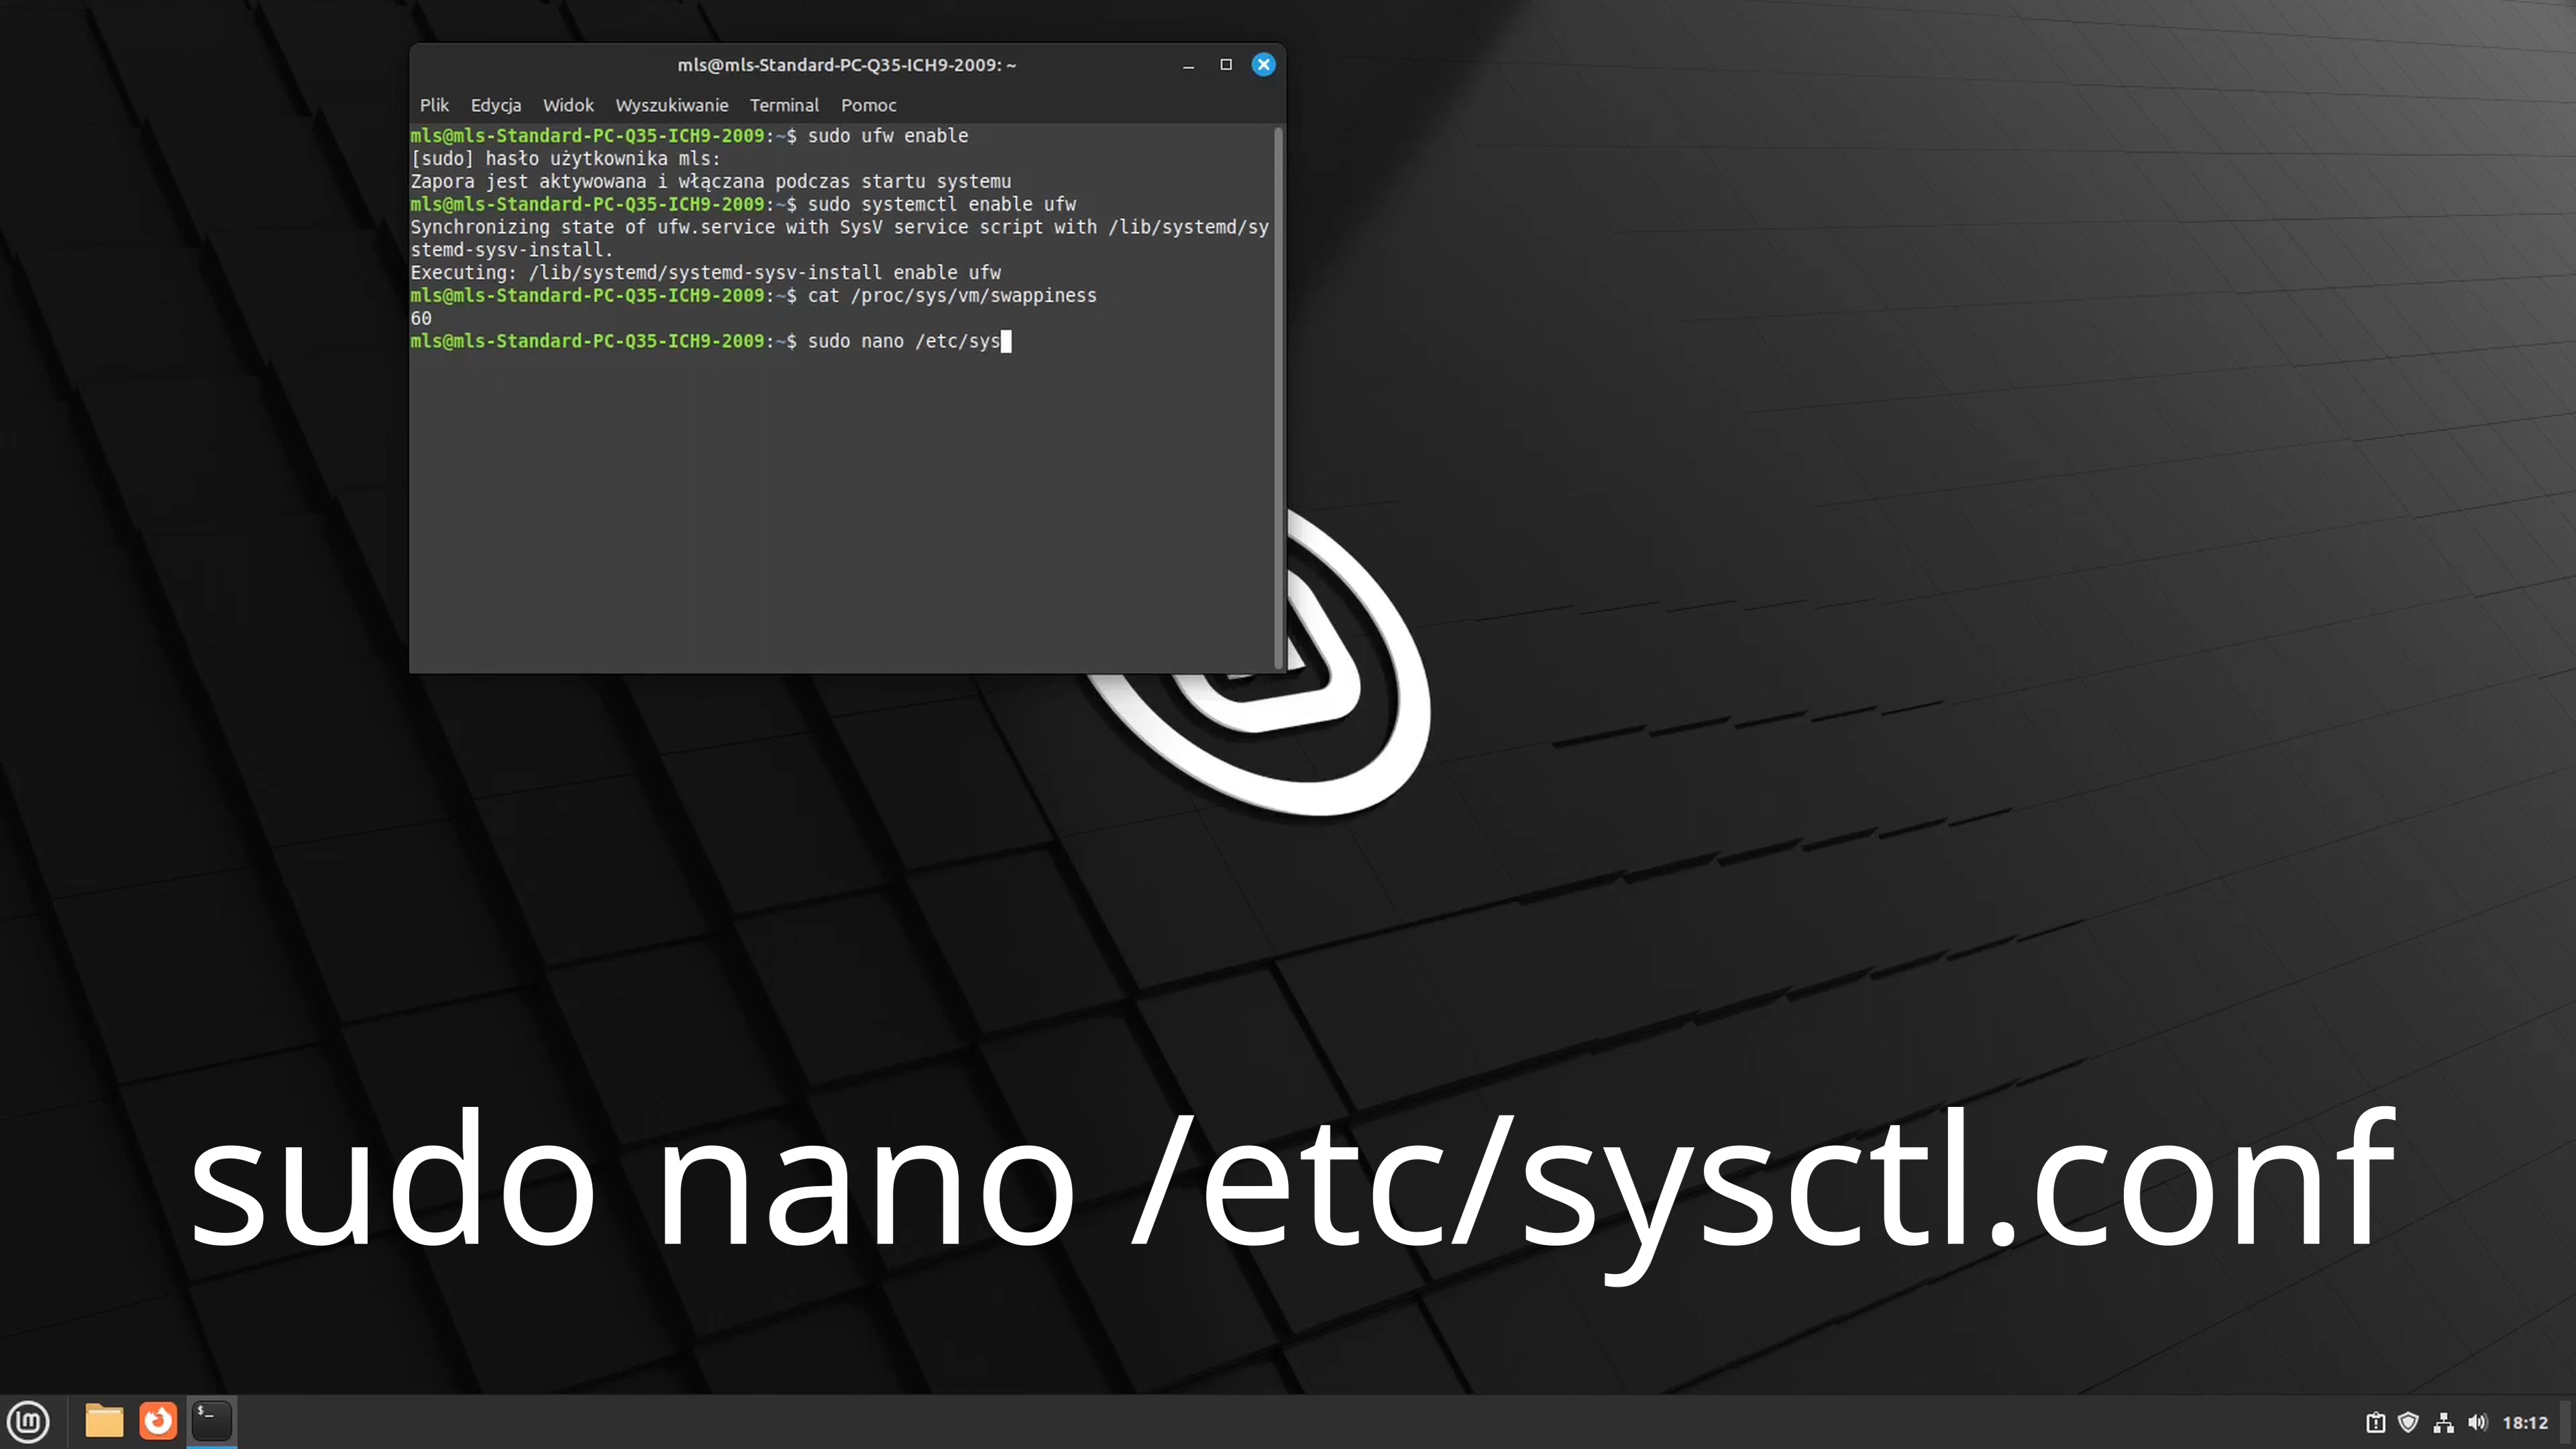 mls@mls-Standard-PC-Q35-ICH9-2009: ~
Plik Edycja Widok Wyszukiwanie Terminal Pomoc
mls@mls-Standard-PC-Q35-ICH9-2009:~$ sudo ufw enable
[sudo] hasło użytkownika mls:
Zapora jest aktywowana i włączana podczas startu systemu
mls@mls-Standard-PC-Q35-ICH9-2009:~$ sudo systemctl enable ufw
Synchronizing state of ufw.service with SysV service script with /lib/systemd/sy
stemd-sysv-install.
Executing: /lib/systemd/systemd-sysv-install enable ufw
mls@mls-Standard-PC-Q35-ICH9-2009:~$ cat /proc/sys/vm/swappiness
60
mls@mls-Standard-PC-Q35-ICH9-2009:~$ sudo nano /etc/sys
sudo nano /etc/sysctl.conf
18:12